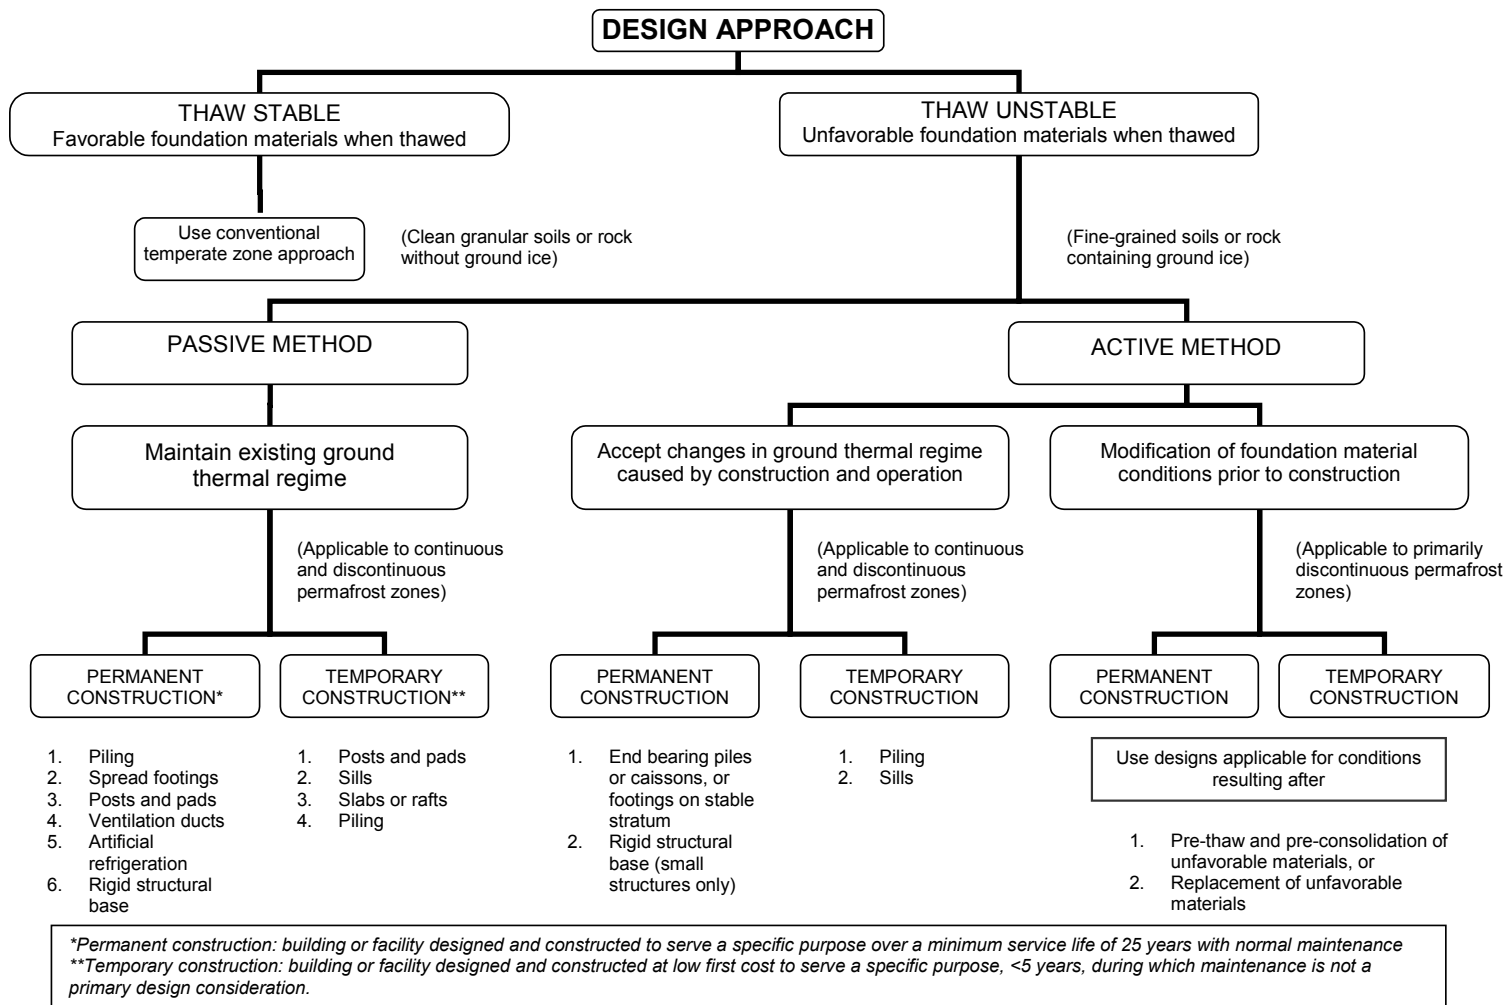 DESIGN APPROACH
THAW STABLE
Favorable foundation materials when thawed
THAW UNSTABLE
Unfavorable foundation materials when thawed
Use conventional
temperate zone approach
(Clean granular soils or rock
without ground ice)
(Fine-grained soils or rock
containing ground ice)
PASSIVE METHOD
ACTIVE METHOD
Maintain existing ground
thermal regime
Accept changes in ground thermal regime
caused by construction and operation
Modification of foundation material
conditions prior to construction
(Applicable to continuous
and discontinuous
permafrost zones)
(Applicable to continuous
and discontinuous
permafrost zones)
(Applicable to primarily
discontinuous permafrost
zones)
PERMANENT
CONSTRUCTION*
TEMPORARY
CONSTRUCTION**
PERMANENT
CONSTRUCTION
TEMPORARY
CONSTRUCTION
PERMANENT
CONSTRUCTION
TEMPORARY
CONSTRUCTION
1. Piling
2. Spread footings
3. Posts and pads
4. Ventilation ducts
5. Artificial
refrigeration
6. Rigid structural
base
1. Posts and pads
2. Sills
3. Slabs or rafts
4. Piling
1. End bearing piles
or caissons, or
footings on stable
stratum
2. Rigid structural
base (small
structures only)
1. Piling
2. Sills
Use designs applicable for conditions
resulting after
1. Pre-thaw and pre-consolidation of
unfavorable materials, or
2. Replacement of unfavorable
materials
*Permanent construction: building or facility designed and constructed to serve a specific purpose over a minimum service life of 25 years with normal maintenance
**Temporary construction: building or facility designed and constructed at low first cost to serve a specific purpose, <5 years, during which maintenance is not a
primary design consideration.